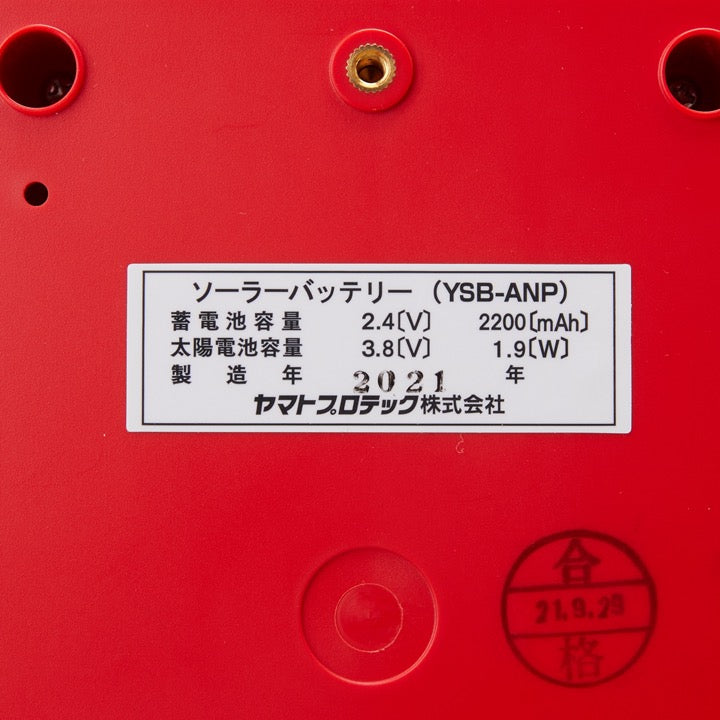 ソーラーバッテリー（YSB-ANP）
蓄電池容量 2.4〔V〕 2200〔mAh〕
太陽電池容量 3.8〔V〕 1.9〔W〕
製造年 2021 年
ヤマトプロテック株式会社
合
21.9.29
格